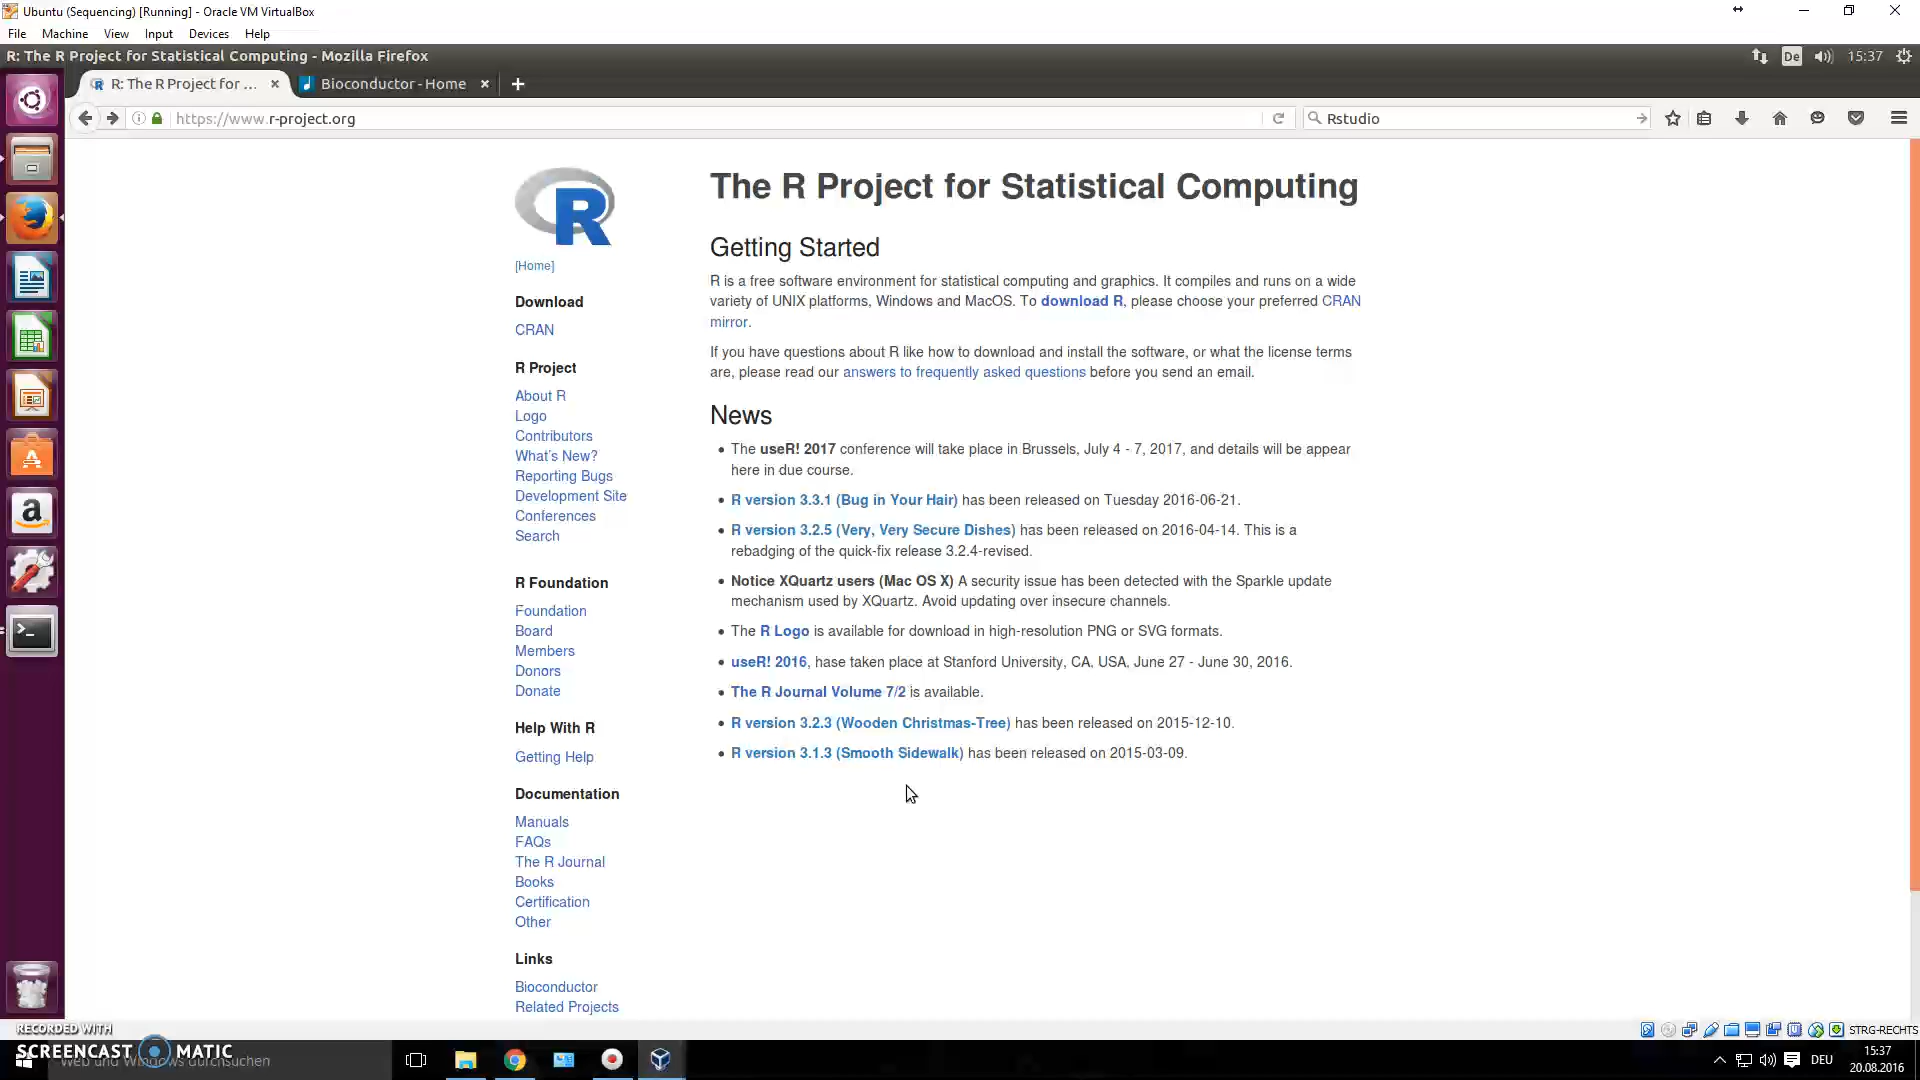 Ubuntu (Sequencing) [Running] - Oracle VM VirtualBox
File Machine View Input Devices Help
R: The R Project for Statistical Computing - Mozilla Firefox
De 15:37
R: The R Project for ... Bioconductor - Home
https://www.r-project.org Rstudio
R
The R Project for Statistical Computing
[Home]
Getting Started
R is a free software environment for statistical computing and graphics. It compiles and runs on a wide
variety of UNIX platforms, Windows and MacOS. To download R, please choose your preferred CRAN
mirror.
If you have questions about R like how to download and install the software, or what the license terms
are, please read our answers to frequently asked questions before you send an email.
News
The useR! 2017 conference will take place in Brussels, July 4 - 7, 2017, and details will be appear
here in due course.
R version 3.3.1 (Bug in Your Hair) has been released on Tuesday 2016-06-21.
R version 3.2.5 (Very, Very Secure Dishes) has been released on 2016-04-14. This is a
rebadging of the quick-fix release 3.2.4-revised.
Notice XQuartz users (Mac OS X) A security issue has been detected with the Sparkle update
mechanism used by XQuartz. Avoid updating over insecure channels.
The R Logo is available for download in high-resolution PNG or SVG formats.
useR! 2016, hase taken place at Stanford University, CA, USA, June 27 - June 30, 2016.
The R Journal Volume 7/2 is available.
R version 3.2.3 (Wooden Christmas-Tree) has been released on 2015-12-10.
R version 3.1.3 (Smooth Sidewalk) has been released on 2015-03-09.
Download
CRAN
R Project
About R
Logo
Contributors
What's New?
Reporting Bugs
Development Site
Conferences
Search
R Foundation
Foundation
Board
Members
Donors
Donate
Help With R
Getting Help
Documentation
Manuals
FAQs
The R Journal
Books
Certification
Other
Links
Bioconductor
Related Projects
STRG-RECHTS
RECORDED WITH
SCREENCAST MATIC
Web und Windows durchsuchen
DEU
15:37
20.08.2016